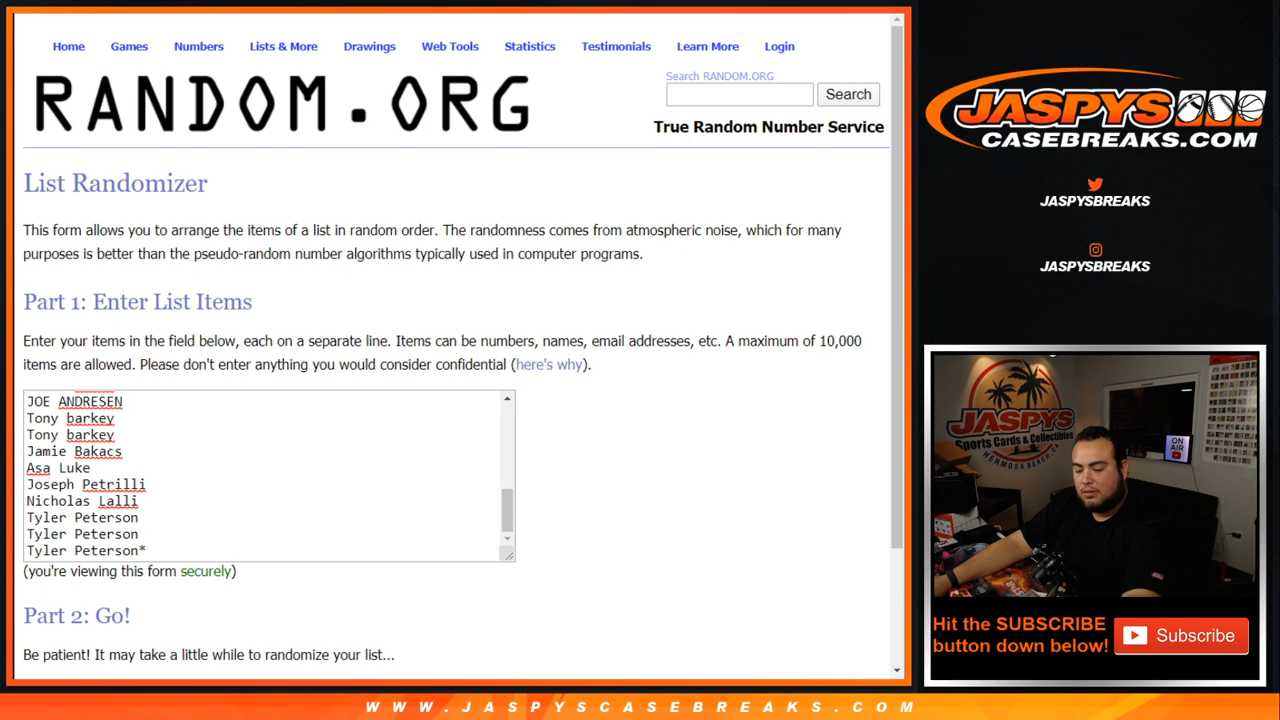 Home Games Numbers Lists & More Drawings Web Tools Statistics Testimonials Learn More Login
RANDOM.ORG
Search RANDOM.ORG
Search
True Random Number Service
List Randomizer
This form allows you to arrange the items of a list in random order. The randomness comes from atmospheric noise, which for many
purposes is better than the pseudo-random number algorithms typically used in computer programs.
Part 1: Enter List Items
Enter your items in the field below, each on a separate line. Items can be numbers, names, email addresses, etc. A maximum of 10,000
items are allowed. Please don't enter anything you would consider confidential (here's why).
JOE ANDRESEN
Tony barkey
Tony barkey
Jamie Bakacs
Asa Luke
Joseph Petrilli
Nicholas Lalli
Tyler Peterson
Tyler Peterson
Tyler Peterson*
(you're viewing this form securely)
Part 2: Go!
Be patient! It may take a little while to randomize your list...
JASPYS
CASEBREAKS.COM
JASPYSBREAKS
JASPYSBREAKS
JASPYS
Sports Cards & Collectibles
HERMOSA BEACH, CA
ON
AIR
Hit the SUBSCRIBE
button down below!
Subscribe
WWW.JASPYSCASEBREAKS.COM